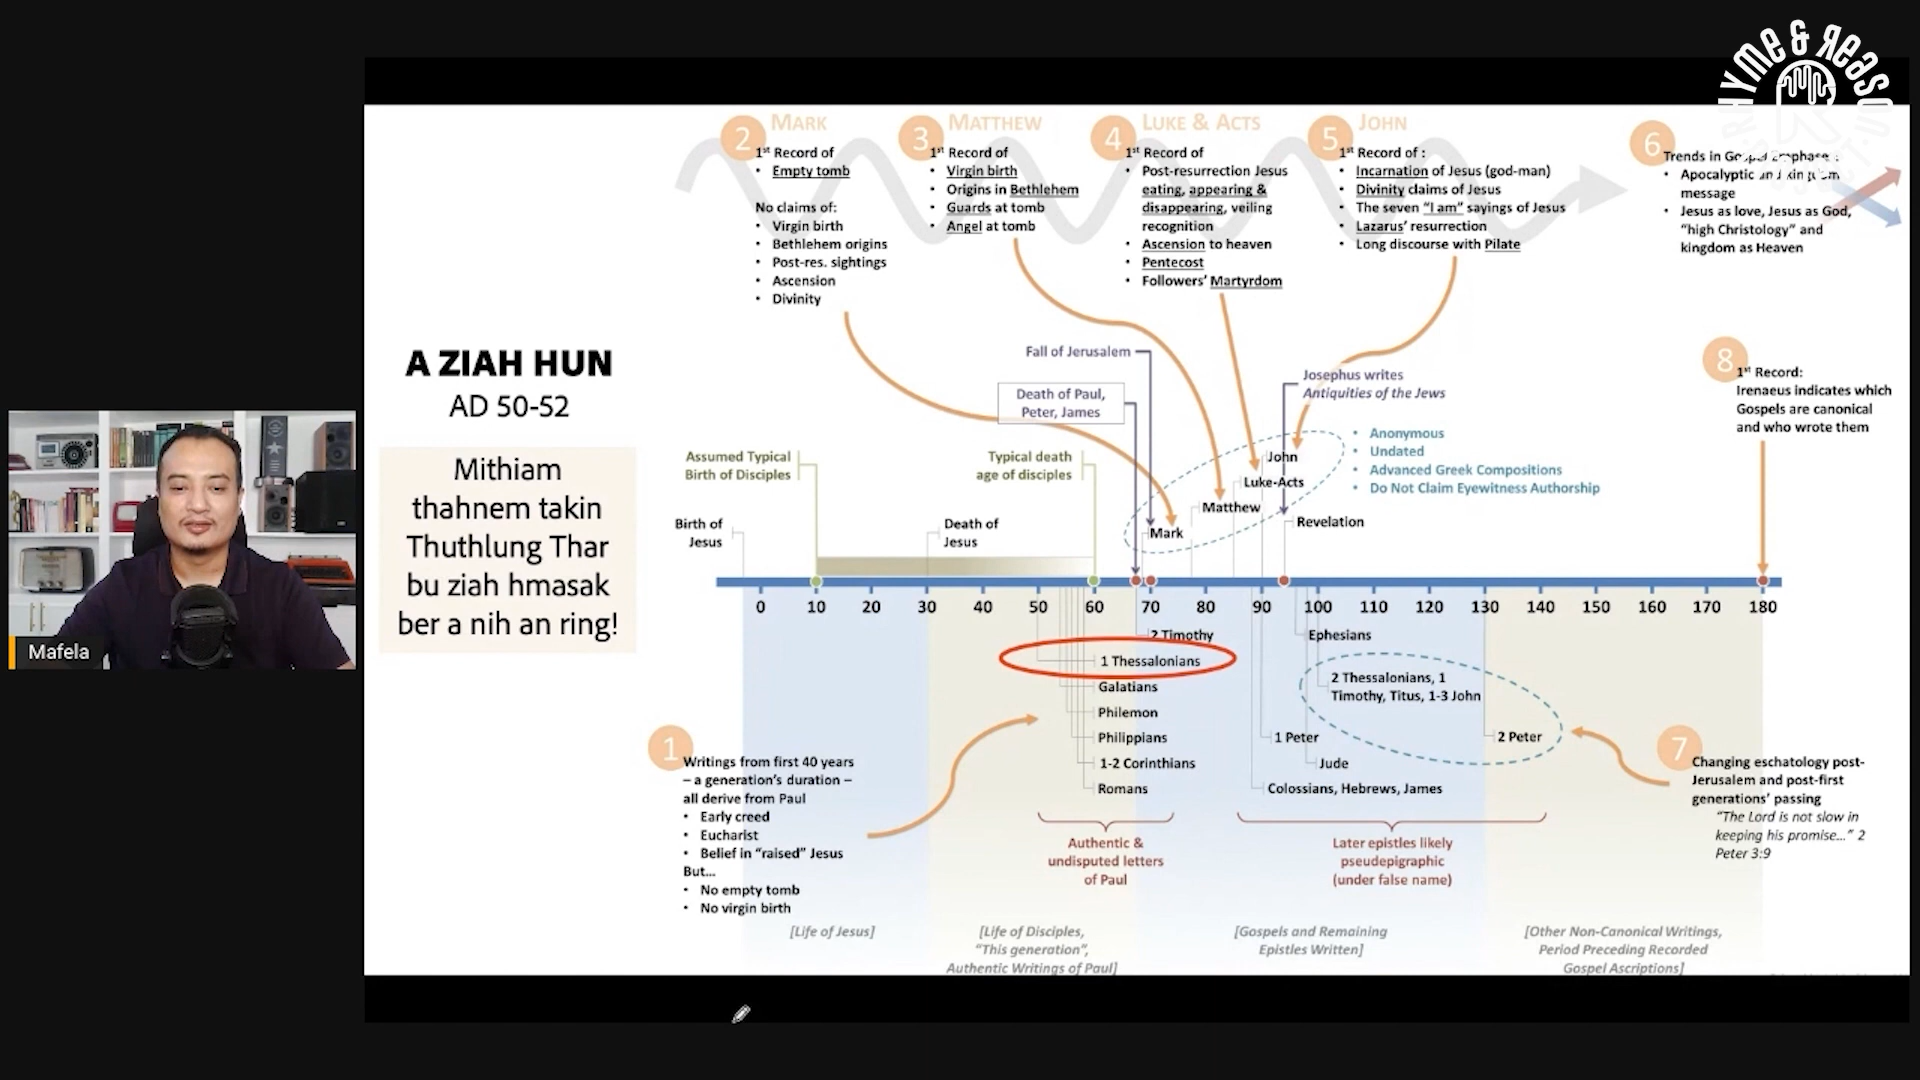 RHYME & REASON
A ZIAH HUN
AD 50-52
Mithiam
thahnem takin
Thuthlung Thar
bu ziah hmasak
ber a nih an ring!
Mafela
2 MARK
1st Record of
• Empty tomb
No claims of:
• Virgin birth
• Bethlehem origins
• Post-res. sightings
• Ascension
• Divinity
3 MATTHEW
1st Record of
• Virgin birth
• Origins in Bethlehem
• Guards at tomb
• Angel at tomb
4 LUKE & ACTS
1st Record of
• Post-resurrection Jesus
eating, appearing &
disappearing, veiling
recognition
• Ascension to heaven
• Pentecost
• Followers' Martyrdom
5 JOHN
1st Record of :
• Incarnation of Jesus (god-man)
• Divinity claims of Jesus
• The seven "I am" sayings of Jesus
• Lazarus' resurrection
• Long discourse with Pilate
6
Trends in Gospel emphases:
• Apocalyptic and kingdom
message
• Jesus as love, Jesus as God,
"high Christology" and
kingdom as Heaven
8
1st Record:
Irenaeus indicates which
Gospels are canonical
and who wrote them
Fall of Jerusalem
Death of Paul,
Peter, James
Josephus writes
Antiquities of the Jews
• Anonymous
• Undated
• Advanced Greek Compositions
• Do Not Claim Eyewitness Authorship
Assumed Typical
Birth of Disciples
Typical death
age of disciples
Birth of
Jesus
Death of
Jesus
John
Luke-Acts
Matthew
Mark
Revelation
0 10 20 30 40 50 60 70 80 90 100 110 120 130 140 150 160 170 180
2 Timothy
1 Thessalonians
Galatians
Philemon
Philippians
1-2 Corinthians
Romans
Authentic &
undisputed letters
of Paul
Ephesians
2 Thessalonians, 1
Timothy, Titus, 1-3 John
1 Peter
2 Peter
Jude
Colossians, Hebrews, James
Later epistles likely
pseudepigraphic
(under false name)
1
Writings from first 40 years
– a generation's duration –
all derive from Paul
• Early creed
• Eucharist
• Belief in "raised" Jesus
But...
• No empty tomb
• No virgin birth
7
Changing eschatology post-
Jerusalem and post-first
generations' passing
"The Lord is not slow in
keeping his promise..." 2
Peter 3:9
[Life of Jesus]
[Life of Disciples,
"This generation",
Authentic Writings of Paul]
[Gospels and Remaining
Epistles Written]
[Other Non-Canonical Writings,
Period Preceding Recorded
Gospel Ascriptions]